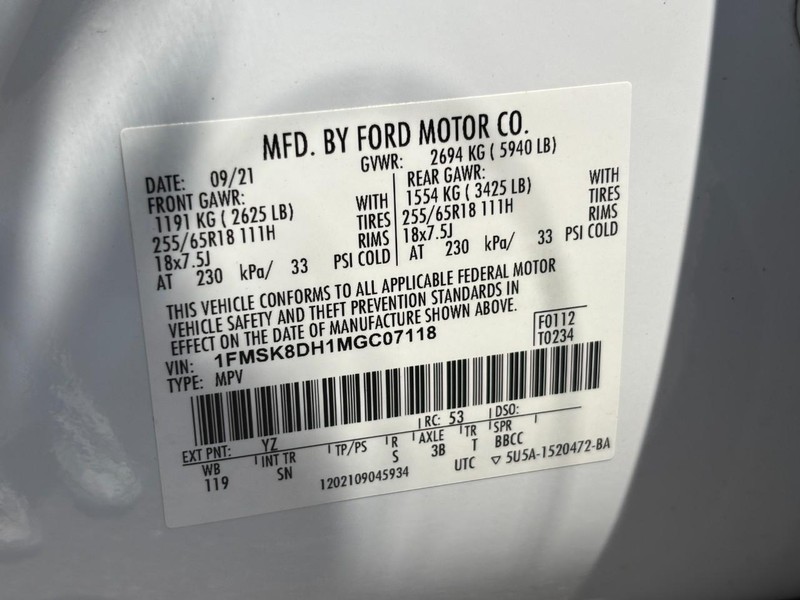 MFD. BY FORD MOTOR CO.
DATE: 09/21 GVWR: 2694 KG ( 5940 LB)
FRONT GAWR: REAR GAWR:
1191 KG ( 2625 LB) WITH 1554 KG ( 3425 LB) WITH
255/65R18 111H TIRES 255/65R18 111H TIRES
18x7.5J RIMS 18x7.5J RIMS
AT 230 kPa/ 33 PSI COLD AT 230 kPa/ 33 PSI COLD
THIS VEHICLE CONFORMS TO ALL APPLICABLE FEDERAL MOTOR
VEHICLE SAFETY AND THEFT PREVENTION STANDARDS IN
EFFECT ON THE DATE OF MANUFACTURE SHOWN ABOVE.
VIN: 1FMSK8DH1MGC07118 F0112
TYPE: MPV T0234
EXT PNT: YZ RC: 53 DSO:
WB INT TR TP/PS R AXLE TR SPR
119 SN S 3B T BBCC
1202109045934 UTC ▽ 5U5A-1520472-BA